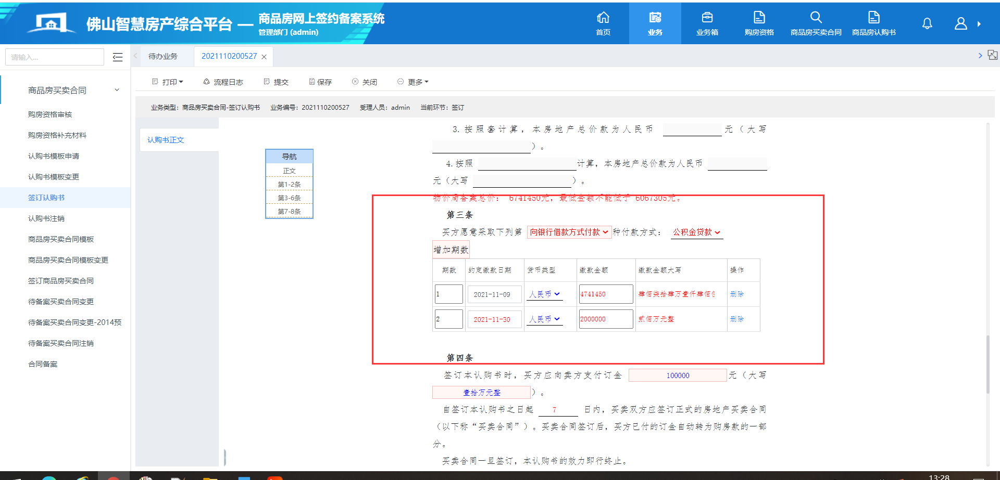 佛山智慧房产综合平台 — 商品房网上签约备案系统
管理部门 (admin)
首页
业务
业务箱
购房资格
商品房买卖合同
商品房认购书
请输入...
待办业务
2021110200527
打印
流程日志
提交
保存
关闭
更多
业务类型：商品房买卖合同-签订认购书 业务编号：2021110200527 受理人员：admin 当前环节：签订
商品房买卖合同
购房资格审核
购房资格补充材料
认购书模板申请
认购书模板变更
签订认购书
认购书注销
商品房买卖合同模板
商品房买卖合同模板变更
签订商品房买卖合同
待备案买卖合同变更
待备案买卖合同变更-2014预
待备案买卖合同注销
合同备案
认购书正文
导航
正文
第1-2条
第3-6条
第7-8条
3. 按照套计算，本房地产总价款为人民币 元（大写
）。
4. 按照 计算，本房地产总价款为人民币
元（大写 ）。
物价局备案总价： 6741450元，最低金额不能低于 6067305元。
第三条
买方愿意采取下列第 向银行借款方式付款 种付款方式： 公积金贷款
增加期数
期数 约定缴款日期 货币类型 缴款金额 缴款金额大写 操作
1 2021-11-09 人民币 4741450 肆佰柒拾肆万壹仟肆佰 删除
2 2021-11-30 人民币 2000000 贰佰万元整 删除
第四条
签订本认购书时，买方应向卖方支付订金 100000 元（大写
壹拾万元整 ）。
自签订本认购书之日起 7 日内，买卖双方应签订正式的房地产买卖合同
（以下称“买卖合同”）。买卖合同签订后，买方已付的订金自动转为购房款的一部
分。
买卖合同一旦签订，本认购书的效力即行终止。
13:28